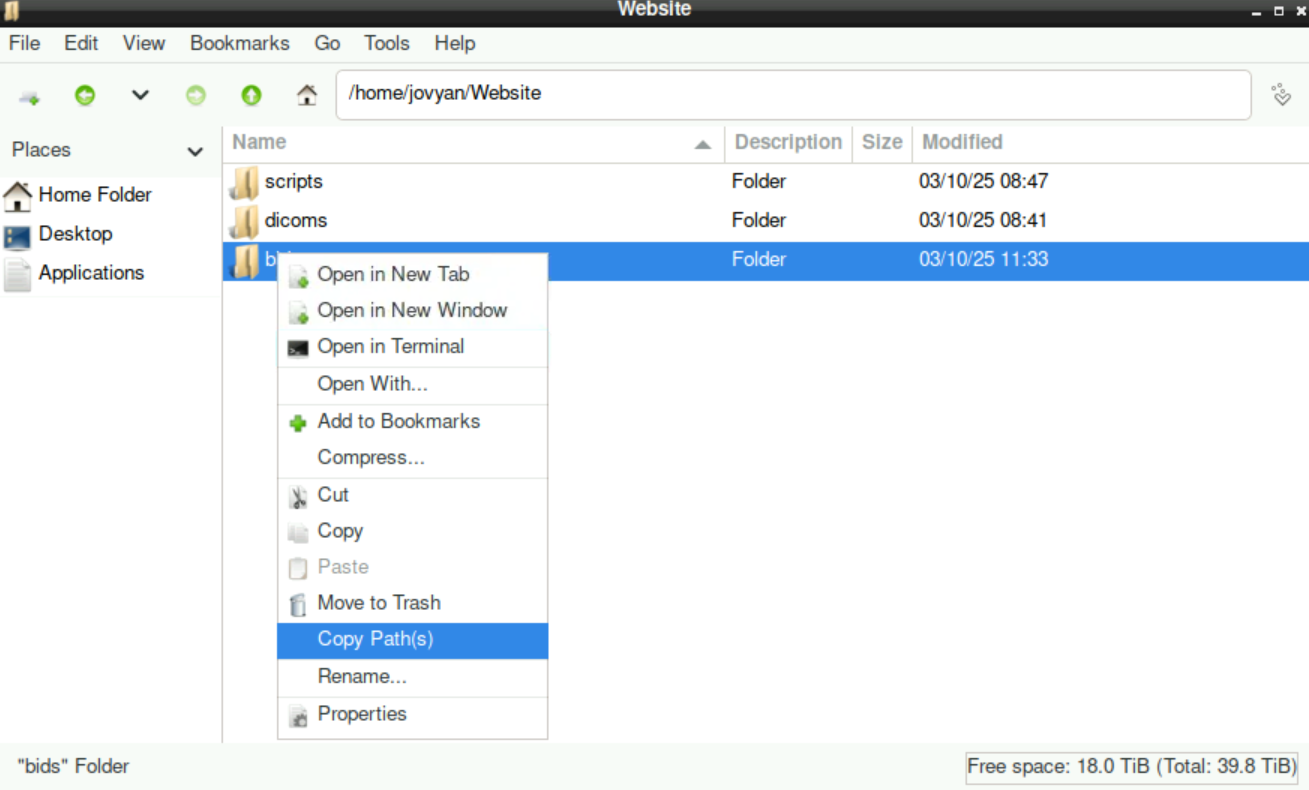 Website
File Edit View Bookmarks Go Tools Help
/home/jovyan/Website
Places
Home Folder
Desktop
Applications
Name Description Size Modified
scripts Folder 03/10/25 08:47
dicoms Folder 03/10/25 08:41
Folder 03/10/25 11:33
Open in New Tab
Open in New Window
Open in Terminal
Open With...
Add to Bookmarks
Compress...
Cut
Copy
Paste
Move to Trash
Copy Path(s)
Rename...
Properties
"bids" Folder
Free space: 18.0 TiB (Total: 39.8 TiB)